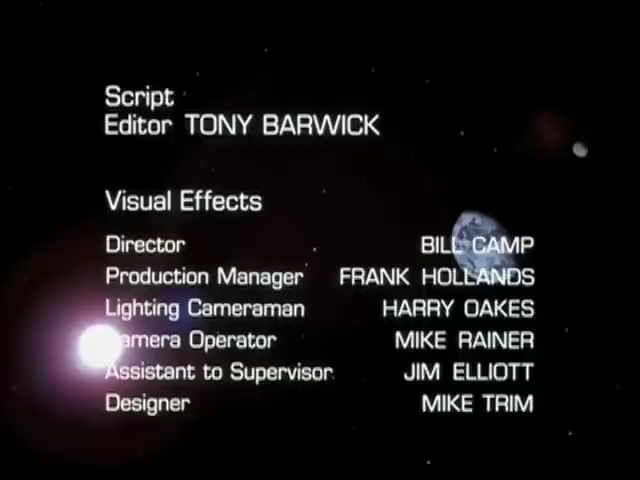 Script
Editor TONY BARWICK
Visual Effects
Director BILL CAMP
Production Manager FRANK HOLLANDS
Lighting Cameraman HARRY OAKES
Camera Operator MIKE RAINER
Assistant to Supervisor JIM ELLIOTT
Designer MIKE TRIM